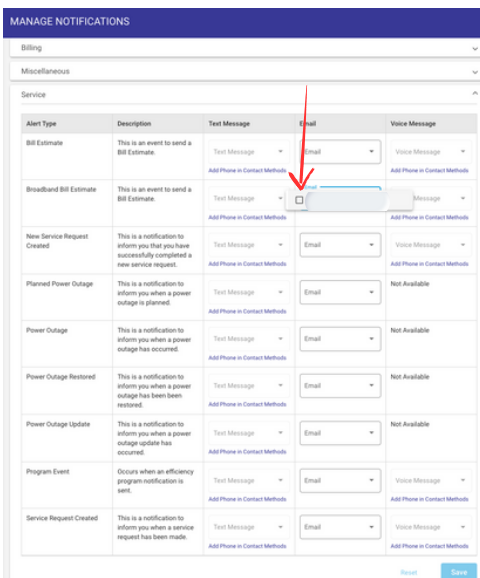 MANAGE NOTIFICATIONS
Billing
Miscellaneous
Service
Alert Type Description Text Message Email Voice Message
Bill Estimate
This is an event to send a
Bill Estimate.
Text Message
Add Phone in Contact Methods
Email
Voice Message
Add Phone in Contact Methods
Broadband Bill Estimate
This is an event to send a
Bill Estimate.
Text Message
Add Phone in Contact Methods
Email
Message
Add Phone in Contact Methods
New Service Request
Created
This is a notification to
inform you that you have
successfully completed a
new service request.
Text Message
Add Phone in Contact Methods
Email
Voice Message
Add Phone in Contact Methods
Planned Power Outage
This is a notification to
inform you when a power
outage is planned.
Text Message
Add Phone in Contact Methods
Email
Not Available
Power Outage
This is a notification to
inform you when a power
outage has occurred.
Text Message
Add Phone in Contact Methods
Email
Not Available
Power Outage Restored
This is a notification to
inform you when a power
outage has been been
restored.
Text Message
Add Phone in Contact Methods
Email
Not Available
Power Outage Update
This is a notification to
inform you when a power
outage update has
occurred.
Text Message
Add Phone in Contact Methods
Email
Not Available
Program Event
Occurs when an efficiency
program notification is
sent.
Text Message
Add Phone in Contact Methods
Email
Voice Message
Add Phone in Contact Methods
Service Request Created
This is a notification to
inform you when a service
request has been made.
Text Message
Add Phone in Contact Methods
Email
Voice Message
Add Phone in Contact Methods
Reset Save